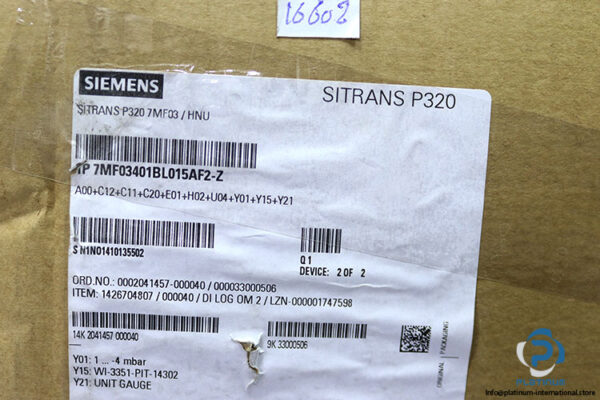 16602
SIEMENS
SITRANS P320
SITRANS P320 7MF03 / HNU
1P 7MF03401BL015AF2-Z
A00+C12+C11+C20+E01+H02+U04+Y01+Y15+Y21
S N1N01410135502
Q 1
DEVICE: 2 OF 2
ORD.NO.: 0002041457-000040 / 000033000506
ITEM: 1426704807 / 000040 / DI LOG OM 2 / LZN-000001747598
14K 2041457 000040
9K 33000506
ORIGINAL PACKAGING
Y01: 1 ... -4 mbar
Y15: WI-3351-PIT-14302
Y21: UNIT GAUGE
PLATINUM
Info@platinum-international.store